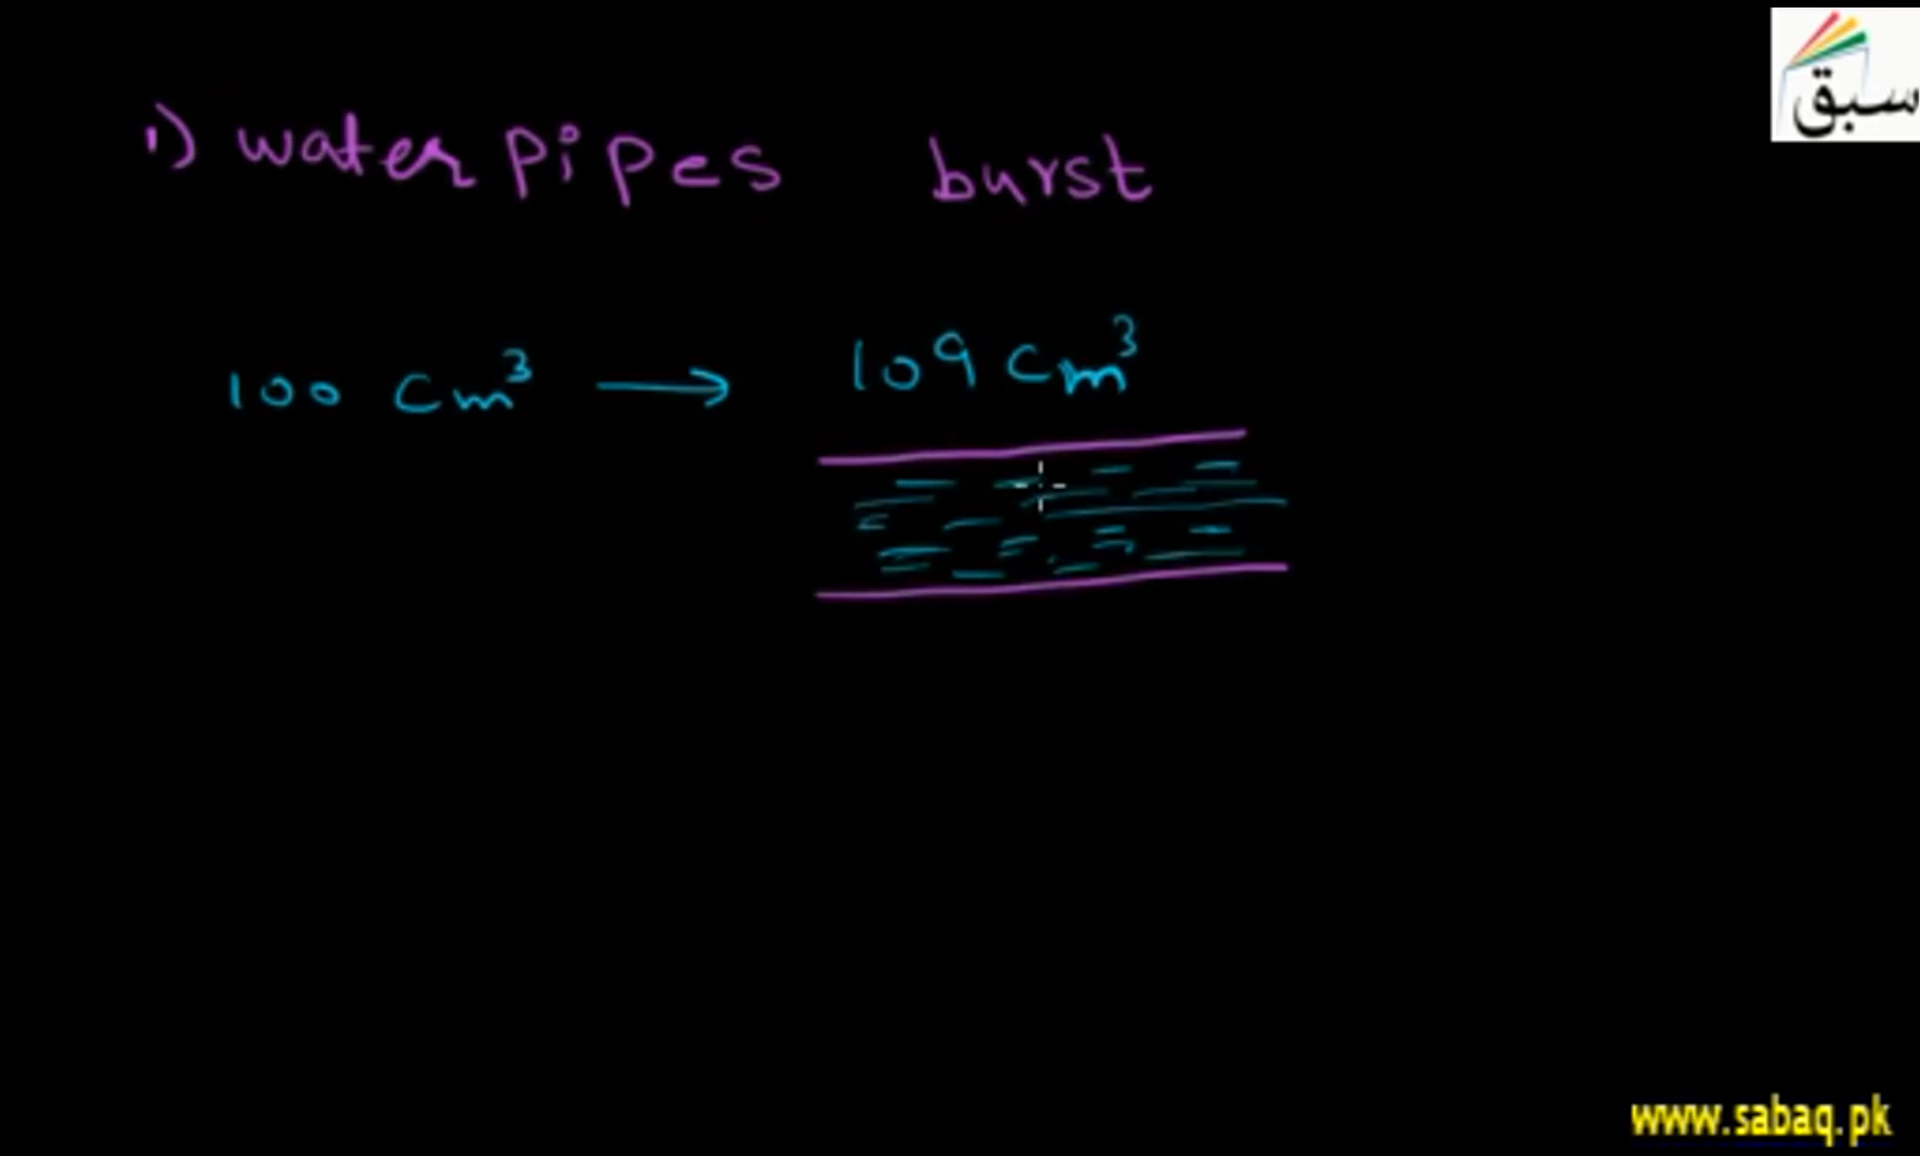 سبق
1) water pipes burst
100 cm³ → 109 cm³
www.sabaq.pk